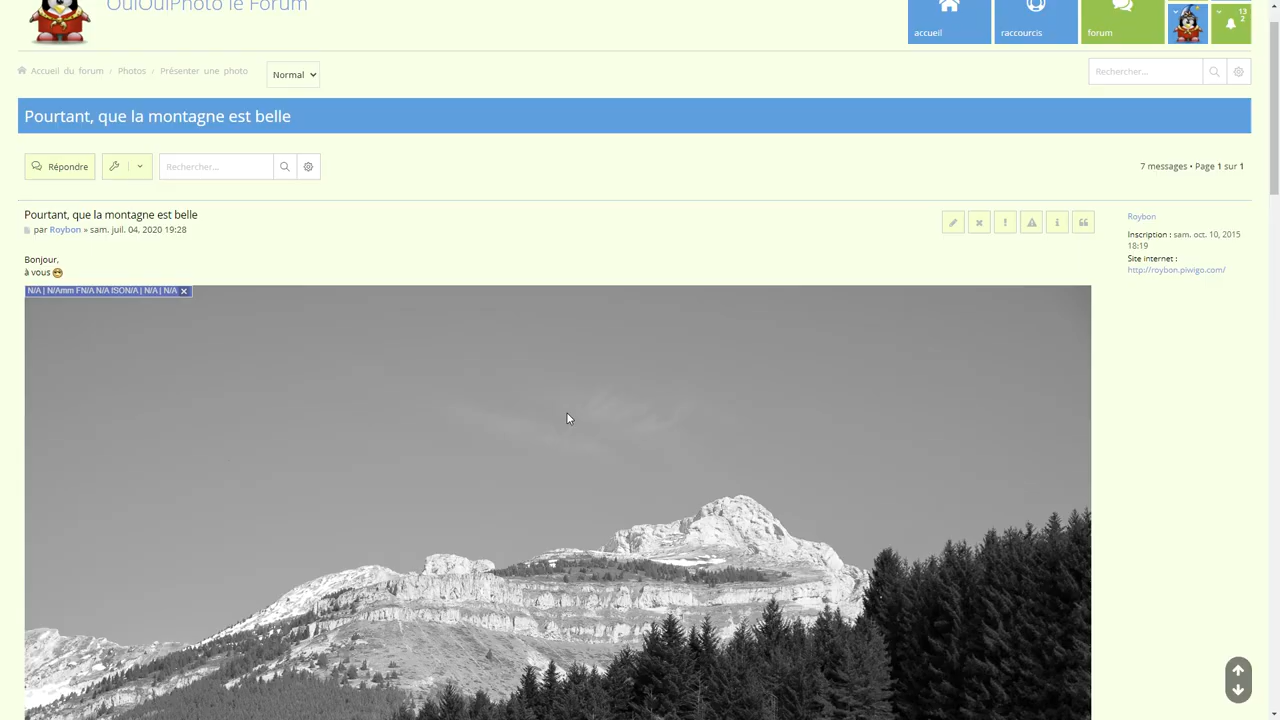 OuiOuiPhoto le Forum
accueil
raccourcis
forum
13
2
Accueil du forum / Photos / Présenter une photo
Normal
Rechercher...
Pourtant, que la montagne est belle
Répondre
Rechercher...
7 messages • Page 1 sur 1
Pourtant, que la montagne est belle
par Roybon » sam. juil. 04, 2020 19:28
Roybon
Inscription : sam. oct. 10, 2015
18:19
Site internet :
http://roybon.piwigo.com/
Bonjour,
à vous
N/A | N/Amm FN/A N/A ISON/A | N/A | N/A